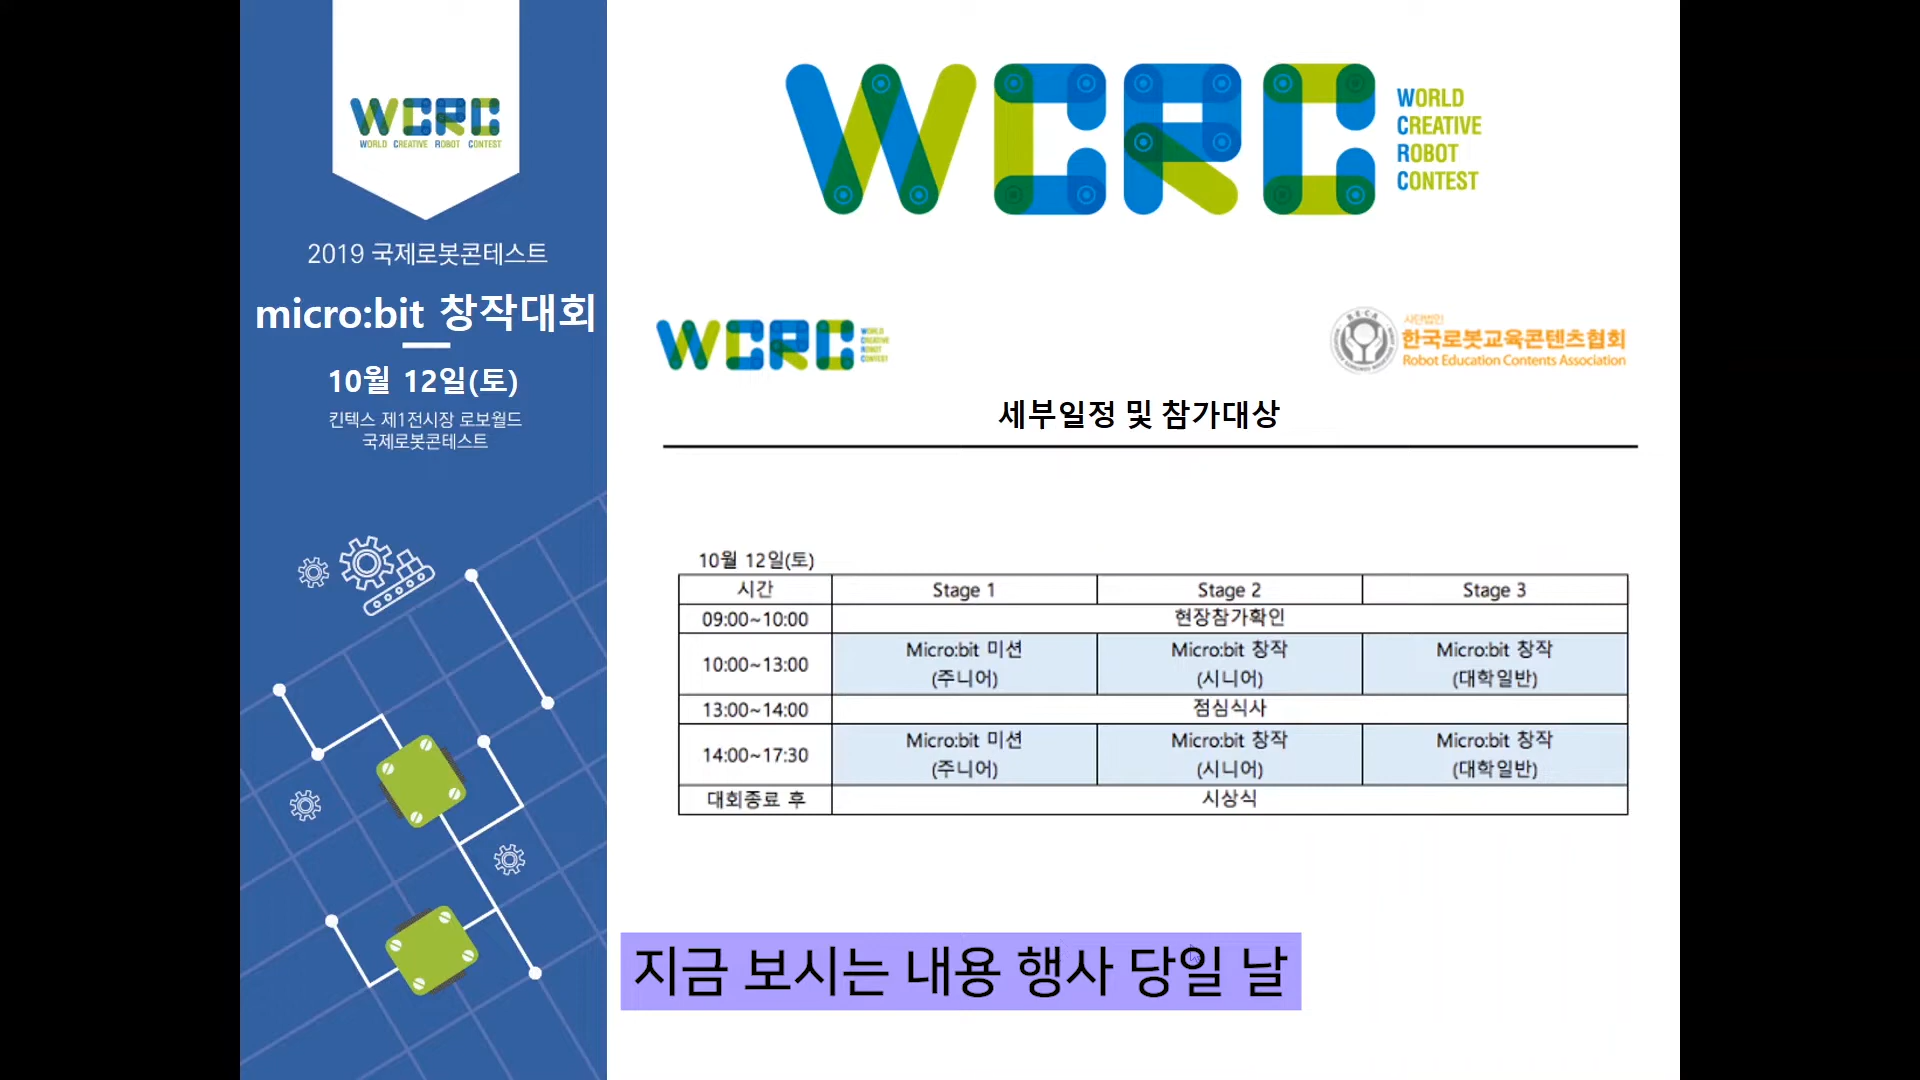 WCRC
WORLD CREATIVE ROBOT CONTEST
2019 국제로봇콘테스트
micro:bit 창작대회
10월 12일(토)
킨텍스 제1전시장 로보월드
국제로봇콘테스트
WCRC
WORLD
CREATIVE
ROBOT
CONTEST
WCRC
WORLD
CREATIVE
ROBOT
CONTEST
RECA
사단법인
한국로봇교육콘텐츠협회
Robot Education Contents Association
세부일정 및 참가대상
10월 12일(토)
시간 Stage 1 Stage 2 Stage 3
09:00~10:00 현장참가확인
10:00~13:00 Micro:bit 미션 (주니어) Micro:bit 창작 (시니어) Micro:bit 창작 (대학일반)
13:00~14:00 점심식사
14:00~17:30 Micro:bit 미션 (주니어) Micro:bit 창작 (시니어) Micro:bit 창작 (대학일반)
대회종료 후 시상식
지금 보시는 내용 행사 당일 날